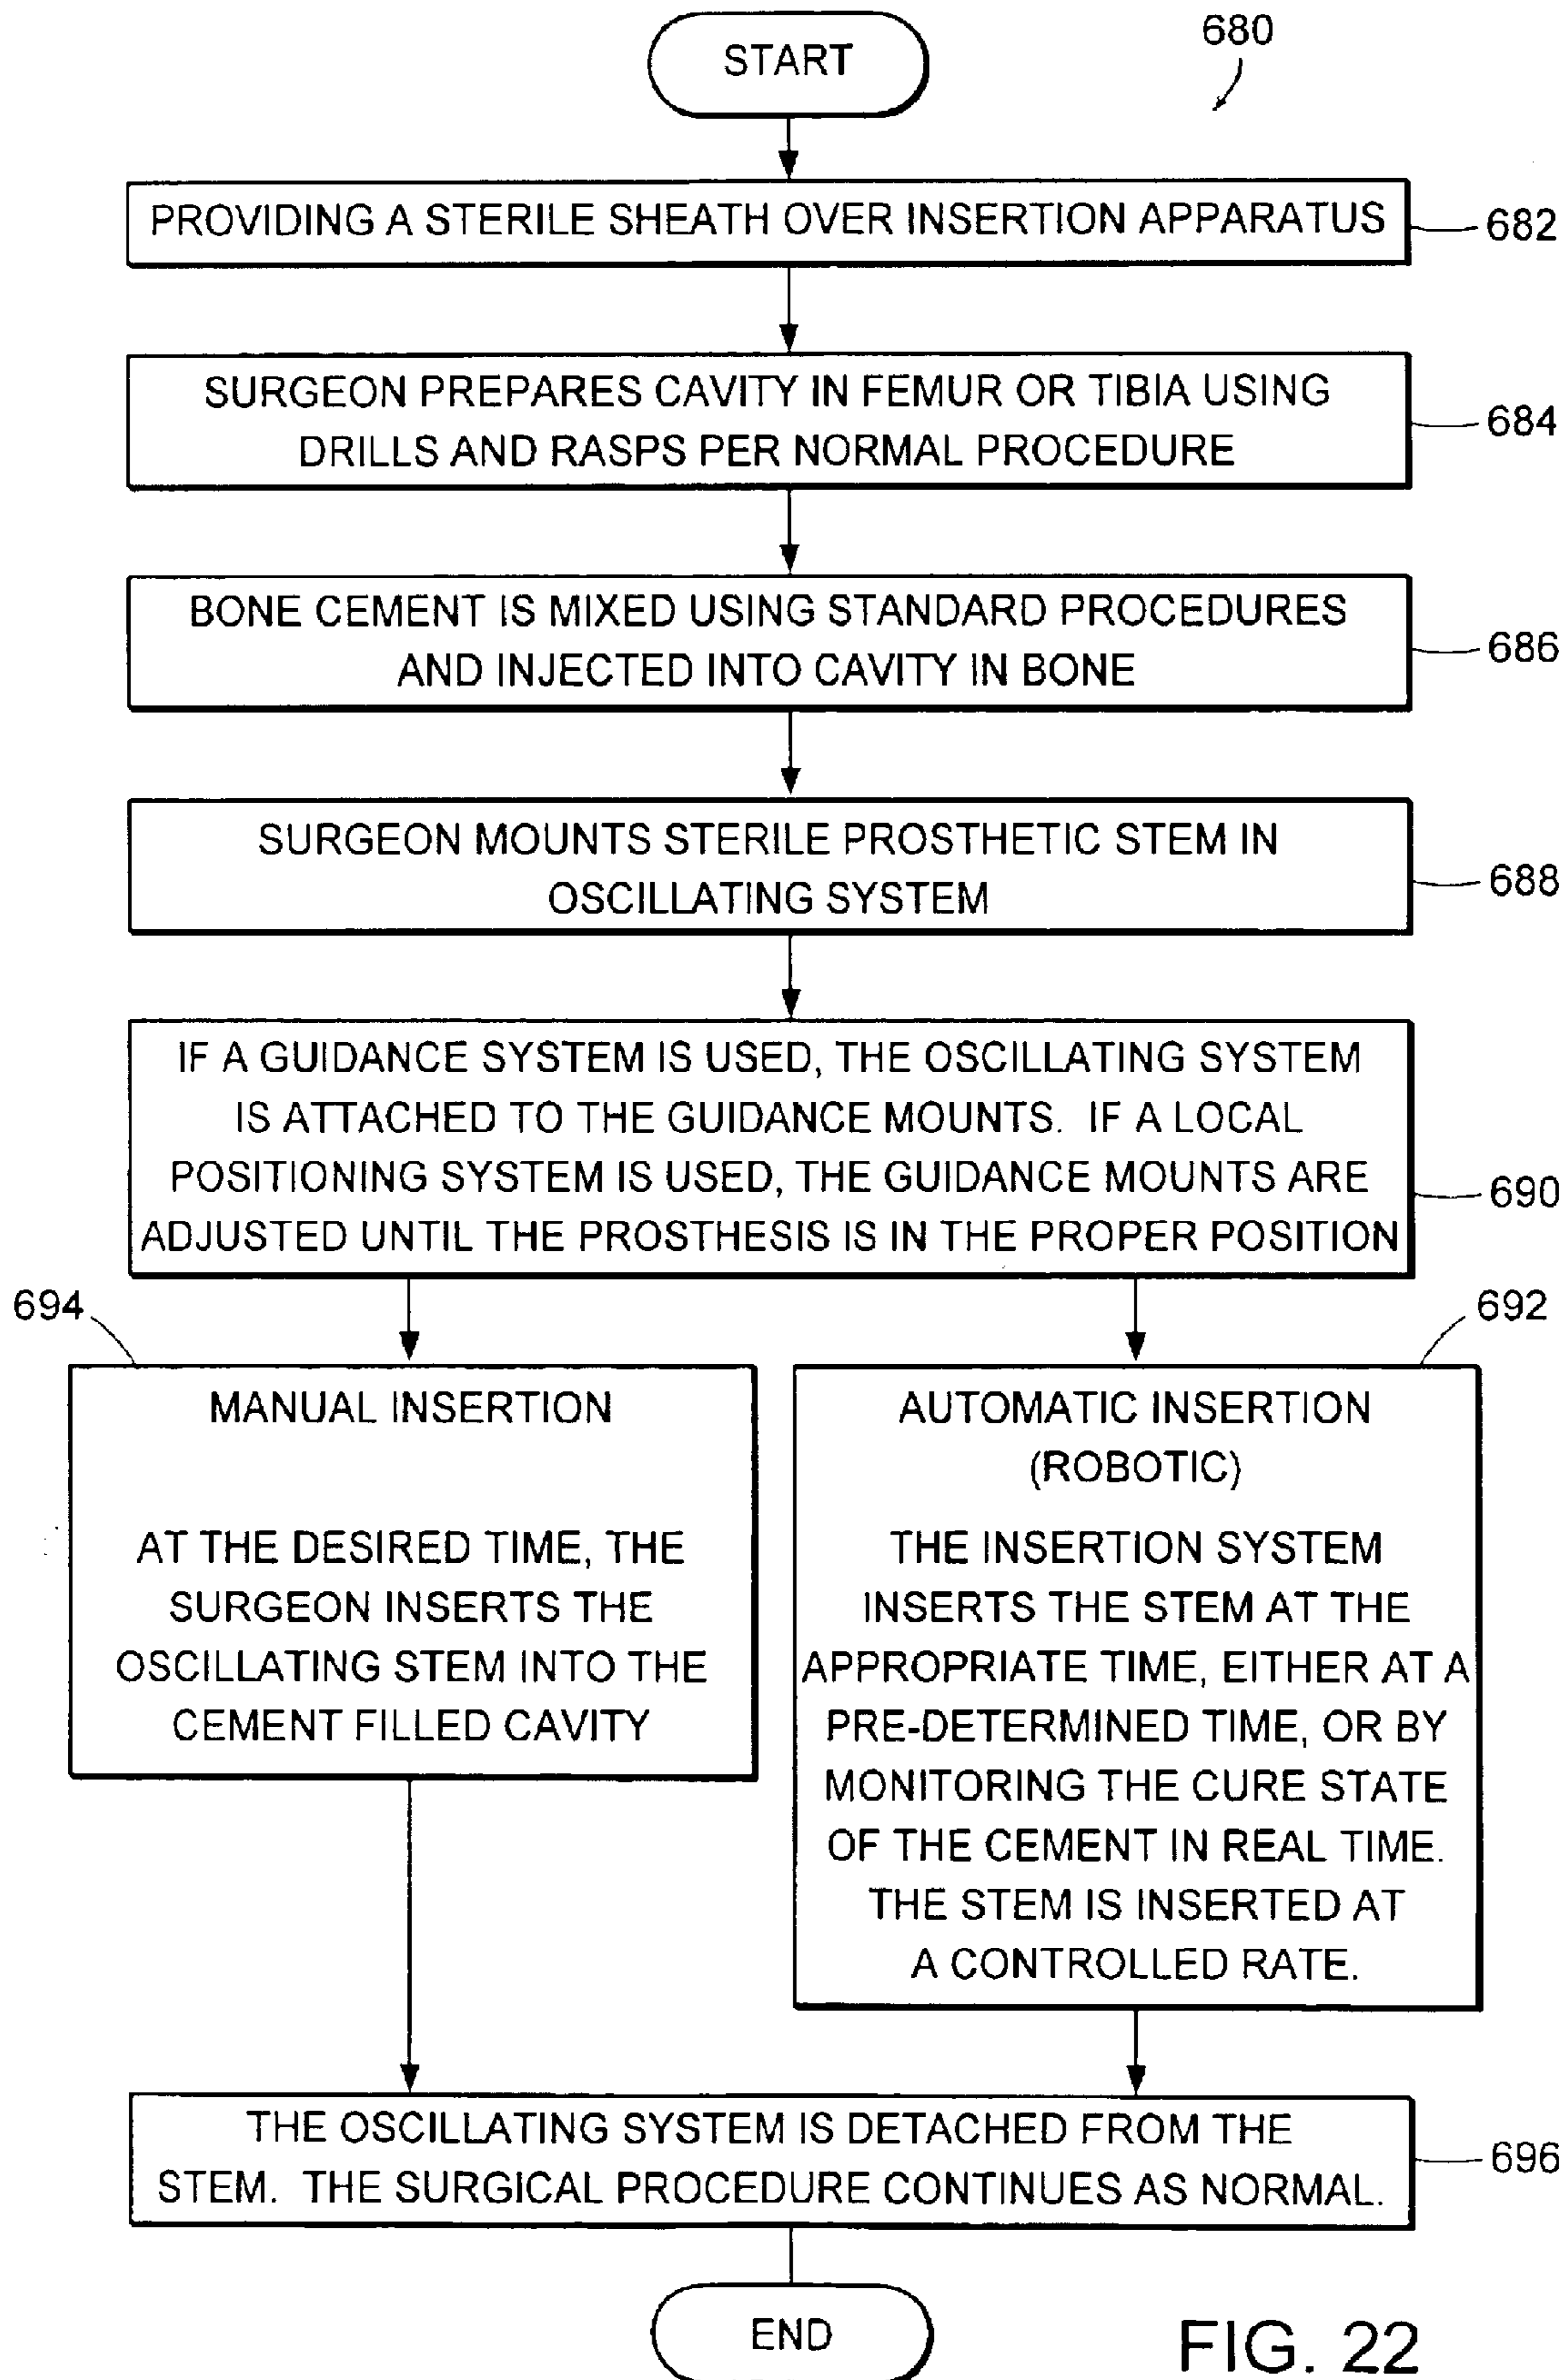 START
680
PROVIDING A STERILE SHEATH OVER INSERTION APPARATUS
682
SURGEON PREPARES CAVITY IN FEMUR OR TIBIA USING
DRILLS AND RASPS PER NORMAL PROCEDURE
684
BONE CEMENT IS MIXED USING STANDARD PROCEDURES
AND INJECTED INTO CAVITY IN BONE
686
SURGEON MOUNTS STERILE PROSTHETIC STEM IN
OSCILLATING SYSTEM
688
IF A GUIDANCE SYSTEM IS USED, THE OSCILLATING SYSTEM
IS ATTACHED TO THE GUIDANCE MOUNTS. IF A LOCAL
POSITIONING SYSTEM IS USED, THE GUIDANCE MOUNTS ARE
ADJUSTED UNTIL THE PROSTHESIS IS IN THE PROPER POSITION
690
694
MANUAL INSERTION
AT THE DESIRED TIME, THE
SURGEON INSERTS THE
OSCILLATING STEM INTO THE
CEMENT FILLED CAVITY
692
AUTOMATIC INSERTION
(ROBOTIC)
THE INSERTION SYSTEM
INSERTS THE STEM AT THE
APPROPRIATE TIME, EITHER AT A
PRE-DETERMINED TIME, OR BY
MONITORING THE CURE STATE
OF THE CEMENT IN REAL TIME.
THE STEM IS INSERTED AT
A CONTROLLED RATE.
THE OSCILLATING SYSTEM IS DETACHED FROM THE
STEM. THE SURGICAL PROCEDURE CONTINUES AS NORMAL.
696
END
FIG. 22